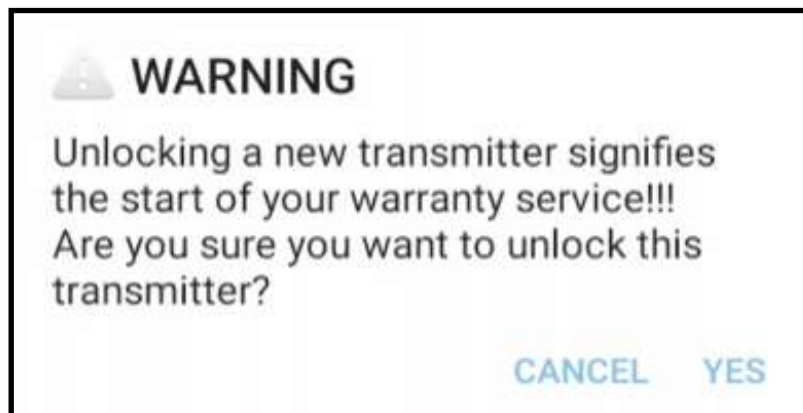 WARNING
Unlocking a new transmitter signifies
the start of your warranty service!!!
Are you sure you want to unlock this
transmitter?
CANCEL YES